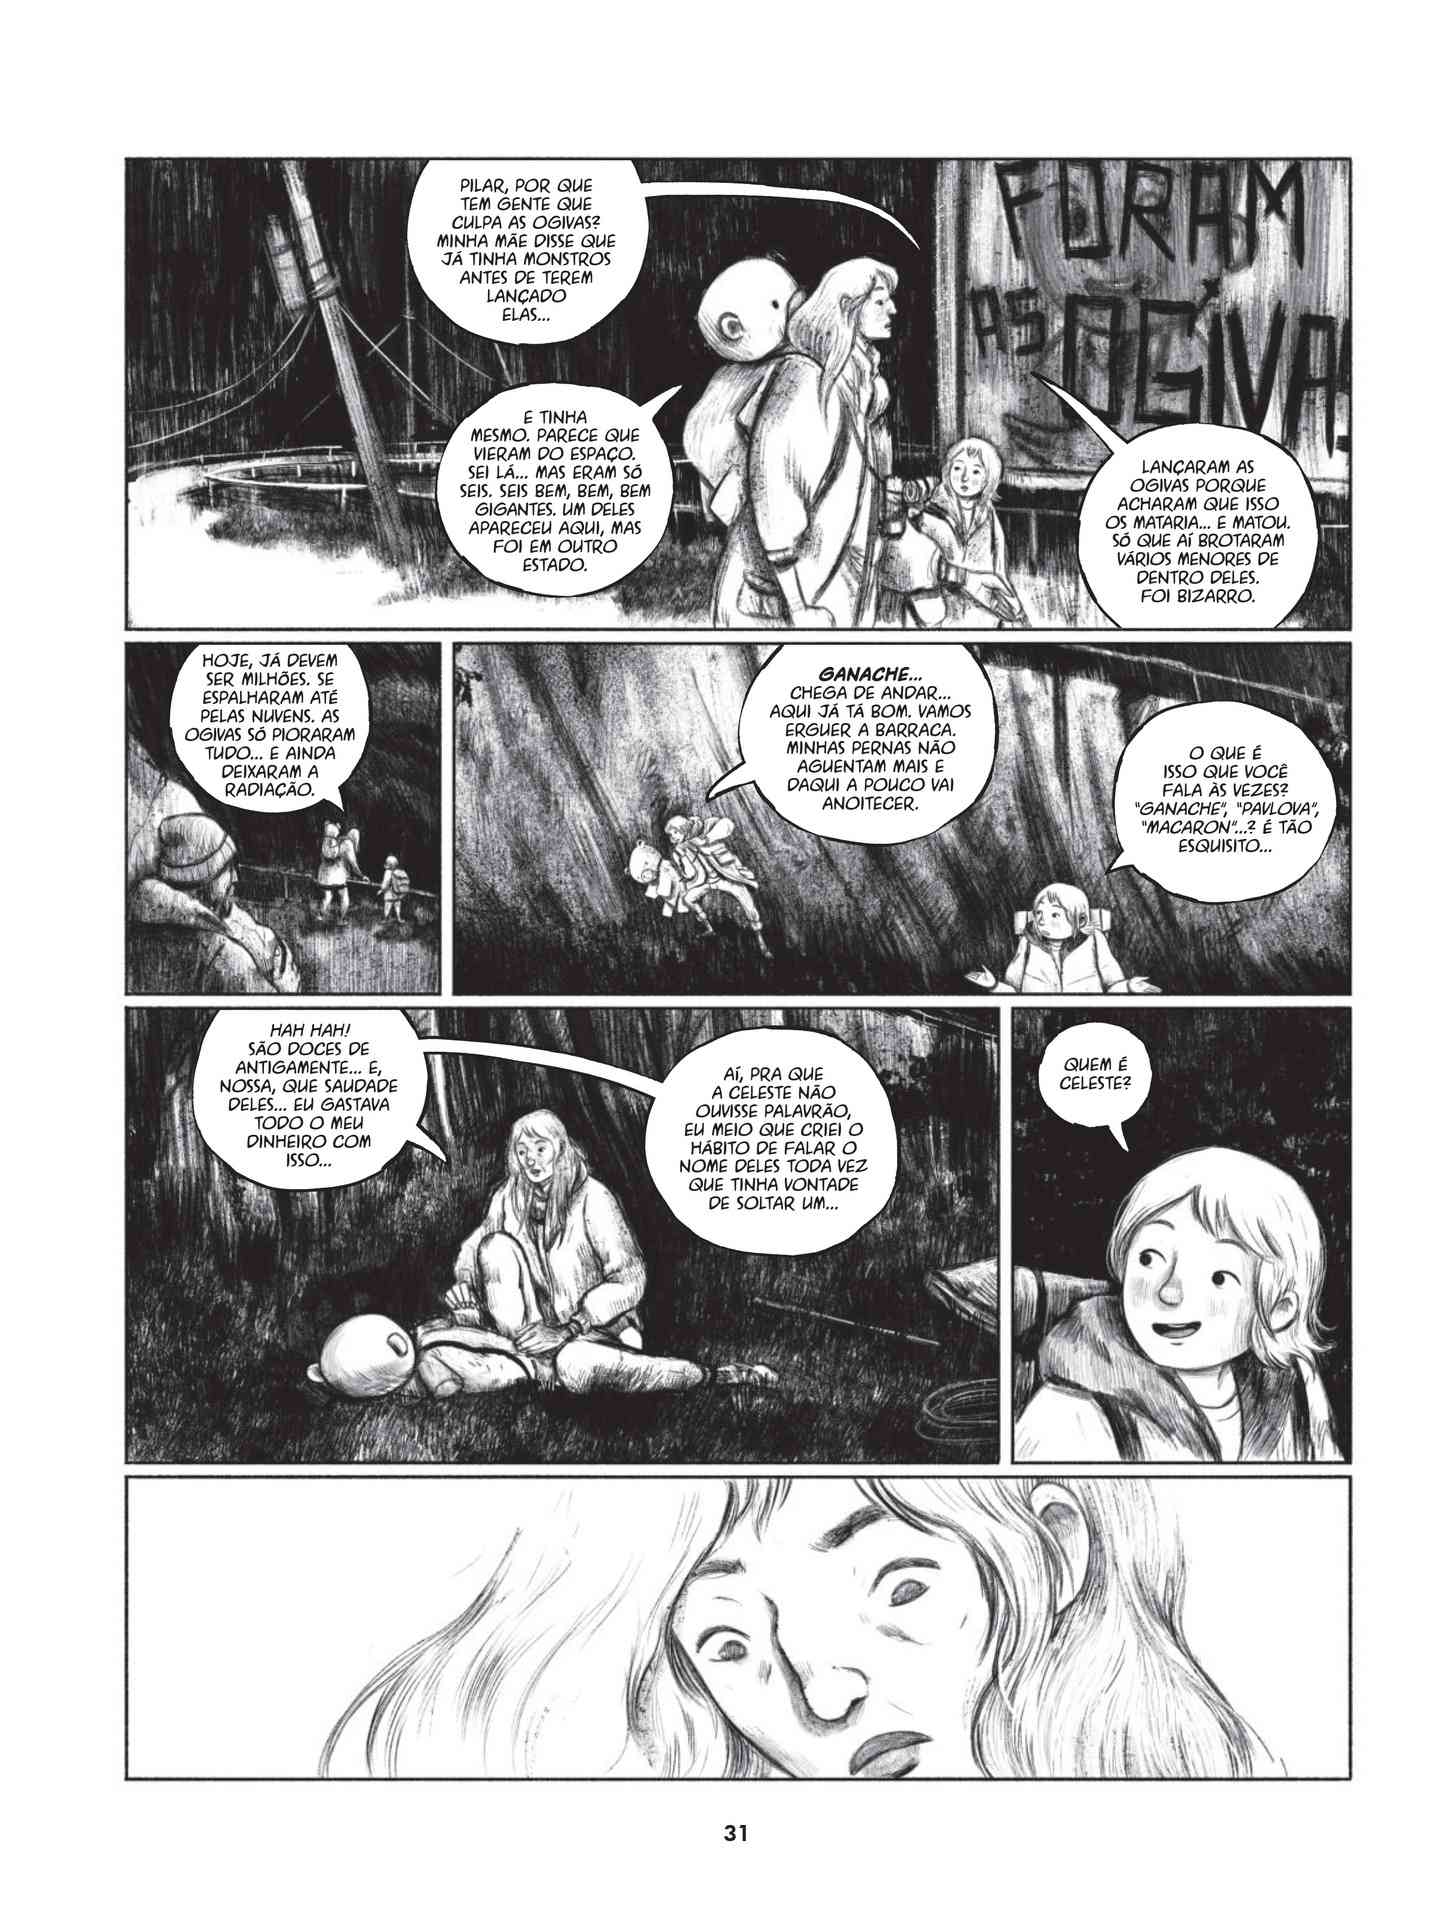 PILAR, POR QUE
TEM GENTE QUE
CULPA AS OGIVAS?
MINHA MÃE DISSE QUE
JÁ TINHA MONSTROS
ANTES DE TEREM
LANÇADO
ELAS...
FORAM
AS OGIVA
E TINHA
MESMO. PARECE QUE
VIERAM DO ESPAÇO.
SEI LÁ... MAS ERAM SÓ
SEIS. SEIS BEM, BEM, BEM
GIGANTES. UM DELES
APARECEU AQUI, MAS
FOI EM OUTRO
ESTADO.
LANÇARAM AS
OGIVAS PORQUE
ACHARAM QUE ISSO
OS MATARIA... E MATOU.
SÓ QUE AÍ BROTARAM
VÁRIOS MENORES DE
DENTRO DELES.
FOI BIZARRO.
HOJE, JÁ DEVEM
SER MILHÕES. SE
ESPALHARAM ATÉ
PELAS NUVENS. AS
OGIVAS SÓ PIORARAM
TUDO... E AINDA
DEIXARAM A
RADIAÇÃO.
GANACHE...
CHEGA DE ANDAR...
AQUI JÁ TÁ BOM. VAMOS
ERGUER A BARRACA.
MINHAS PERNAS NÃO
AGUENTAM MAIS E
DAQUI A POUCO VAI
ANOITECER.
O QUE É
ISSO QUE VOCÊ
FALA ÀS VEZES?
"GANACHE", "PAVLOVA",
"MACARON"...? É TÃO
ESQUISITO...
HAH HAH!
SÃO DOCES DE
ANTIGAMENTE... E,
NOSSA, QUE SAUDADE
DELES... EU GASTAVA
TODO O MEU
DINHEIRO COM
ISSO...
AÍ, PRA QUE
A CELESTE NÃO
OUVISSE PALAVRÃO,
EU MEIO QUE CRIEI O
HÁBITO DE FALAR O
NOME DELES TODA VEZ
QUE TINHA VONTADE
DE SOLTAR UM...
QUEM É
CELESTE?
31